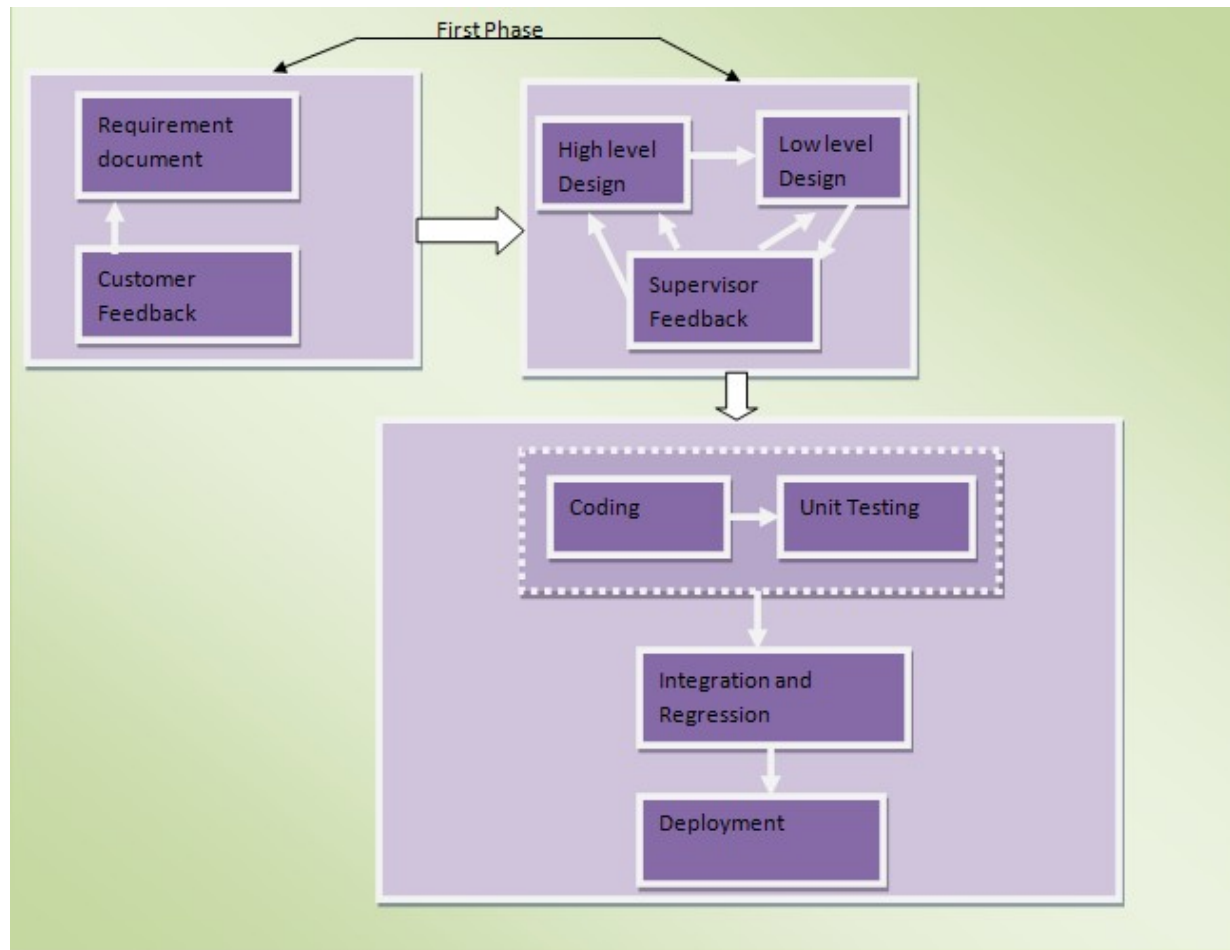 First Phase
Requirement
document
Customer
Feedback
High level
Design
Low level
Design
Supervisor
Feedback
Coding
Unit Testing
Integration and
Regression
Deployment